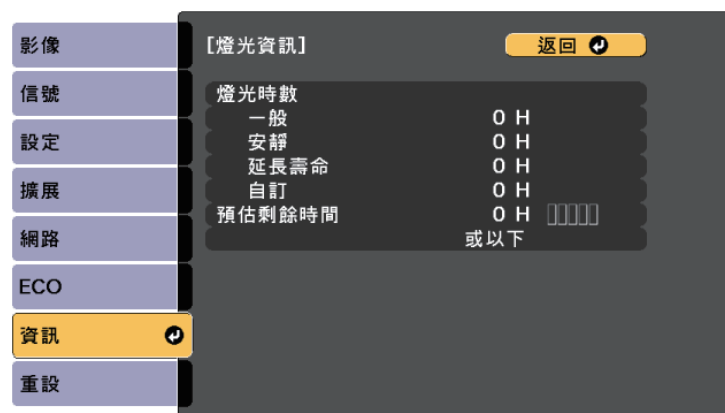 影像
信號
設定
擴展
網路
ECO
資訊
重設
[燈光資訊]
返回
燈光時數
一般 0 H
安靜 0 H
延長壽命 0 H
自訂 0 H
預估剩餘時間 0 H
或以下